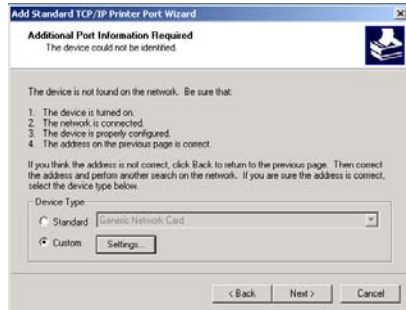 Add Standard TCP/IP Printer Port Wizard
Additional Port Information Required
The device could not be identified.
The device is not found on the network. Be sure that:
1. The device is turned on.
2. The network is connected.
3. The device is properly configured.
4. The address on the previous page is correct.
If you think the address is not correct, click Back to return to the previous page. Then correct
the address and perform another search on the network. If you are sure the address is correct,
select the device type below.
Device Type
Standard Generic Network Card
Custom Settings...
< Back Next > Cancel